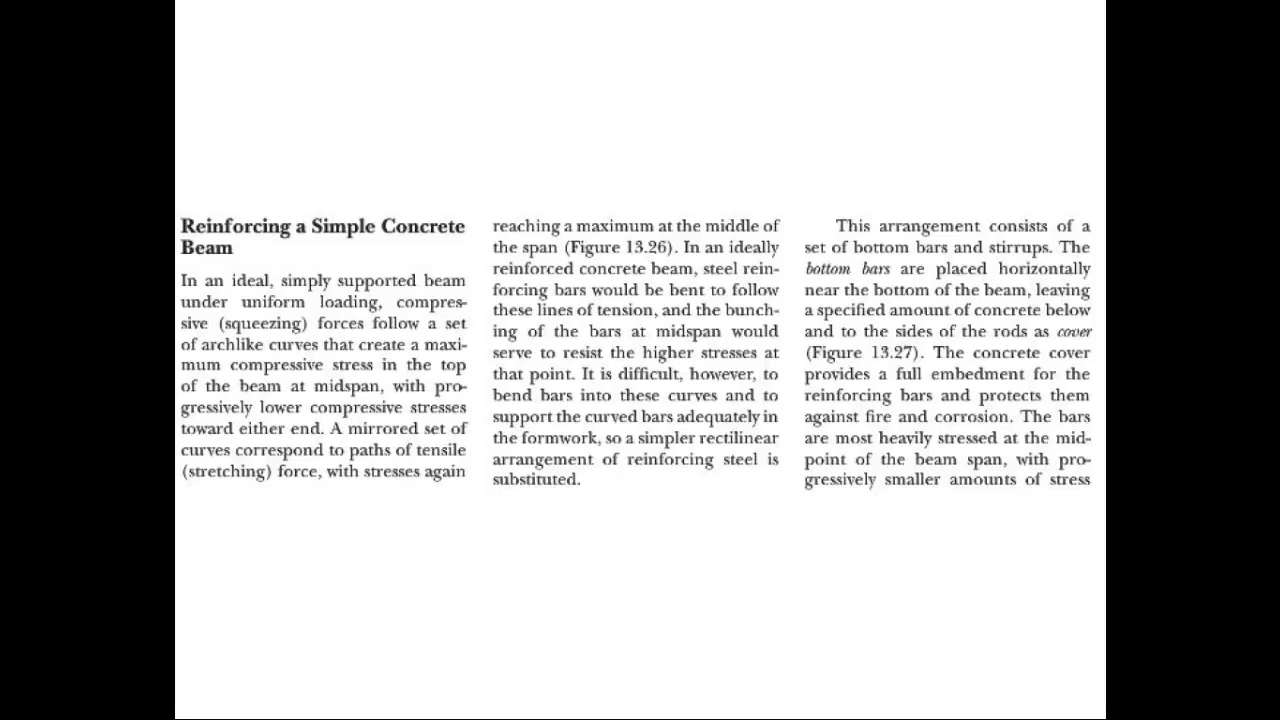 Reinforcing a Simple Concrete
Beam
In an ideal, simply supported beam
under uniform loading, compres-
sive (squeezing) forces follow a set
of archlike curves that create a maxi-
mum compressive stress in the top
of the beam at midspan, with pro-
gressively lower compressive stresses
toward either end. A mirrored set of
curves correspond to paths of tensile
(stretching) force, with stresses again
reaching a maximum at the middle of
the span (Figure 13.26). In an ideally
reinforced concrete beam, steel rein-
forcing bars would be bent to follow
these lines of tension, and the bunch-
ing of the bars at midspan would
serve to resist the higher stresses at
that point. It is difficult, however, to
bend bars into these curves and to
support the curved bars adequately in
the formwork, so a simpler rectilinear
arrangement of reinforcing steel is
substituted.
This arrangement consists of a
set of bottom bars and stirrups. The
bottom bars are placed horizontally
near the bottom of the beam, leaving
a specified amount of concrete below
and to the sides of the rods as cover
(Figure 13.27). The concrete cover
provides a full embedment for the
reinforcing bars and protects them
against fire and corrosion. The bars
are most heavily stressed at the mid-
point of the beam span, with pro-
gressively smaller amounts of stress